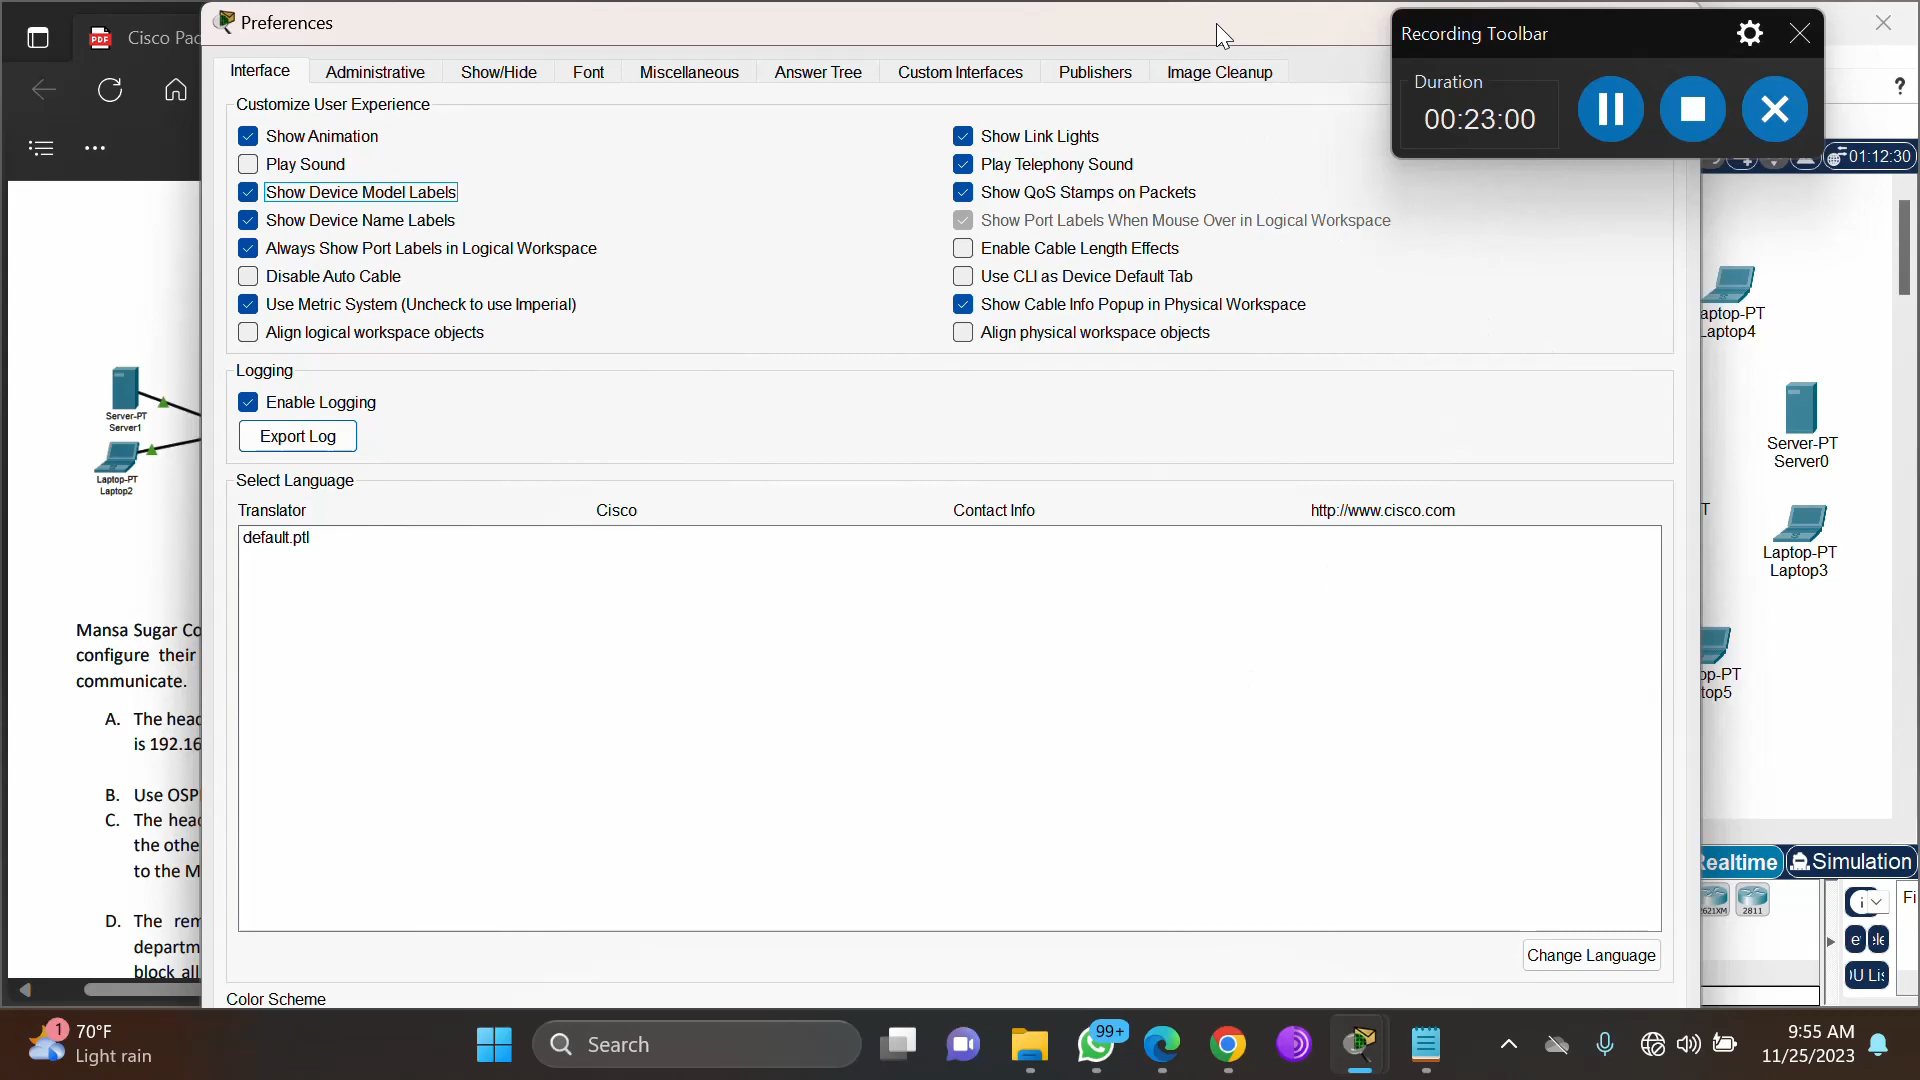 Preferences
Recording Toolbar
Cisco Pac
Interface Administrative Show/Hide Font Miscellaneous Answer Tree Custom Interfaces Publishers Image Cleanup
Duration
00:23:00
?
Customize User Experience
Show Animation
Play Sound
Show Device Model Labels
Show Device Name Labels
Always Show Port Labels in Logical Workspace
Disable Auto Cable
Use Metric System (Uncheck to use Imperial)
Align logical workspace objects
Show Link Lights
Play Telephony Sound
Show QoS Stamps on Packets
Show Port Labels When Mouse Over in Logical Workspace
Enable Cable Length Effects
Use CLI as Device Default Tab
Show Cable Info Popup in Physical Workspace
Align physical workspace objects
01:12:30
Logging
Enable Logging
Export Log
Select Language
Translator Cisco Contact Info http://www.cisco.com
default.ptl
Change Language
Color Scheme
Server-PT
Server1
Laptop-PT
Laptop2
Mansa Sugar Co
configure their
communicate.
A. The head
is 192.16
B. Use OSP
C. The head
the othe
to the M
D. The rem
departm
block all
aptop-PT
Laptop4
Server-PT
Server0
T
Laptop-PT
Laptop3
op-PT
top5
Realtime Simulation
2621XM 2811
Fi
1
70°F
Light rain
Search
99+
9:55 AM
11/25/2023